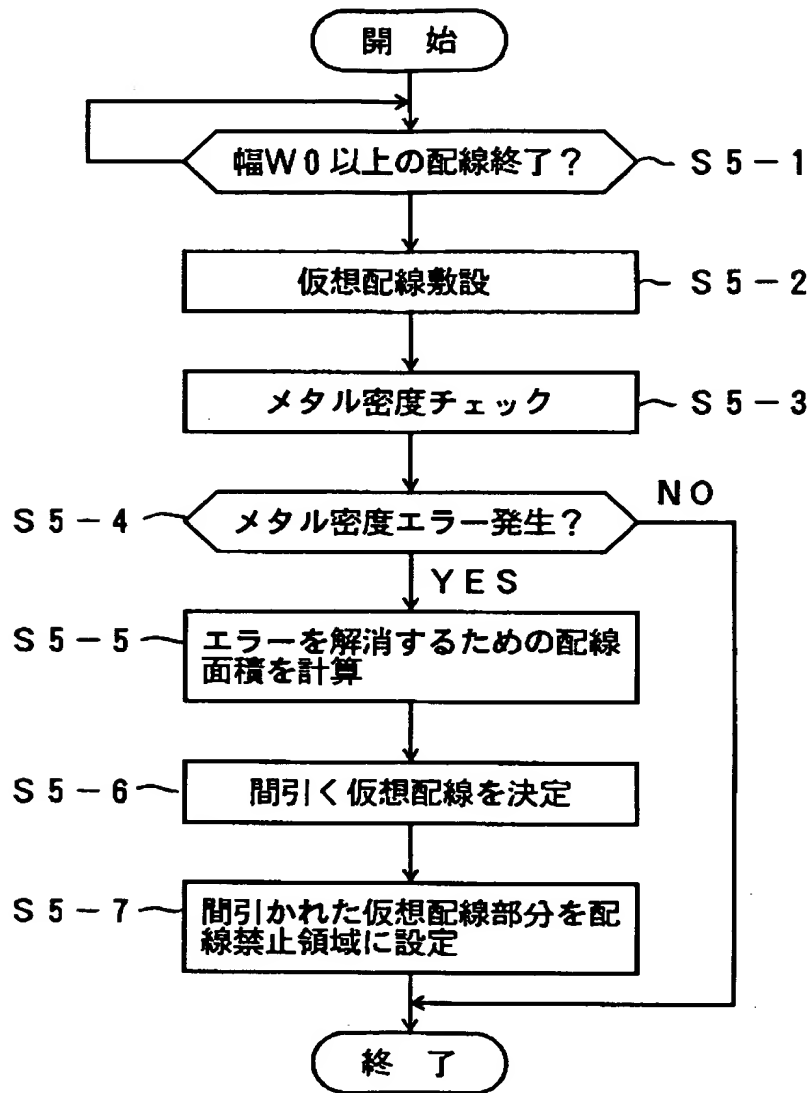 開 始
幅W0以上の配線終了？
S5-1
仮想配線敷設
S5-2
メタル密度チェック
S5-3
S5-4
メタル密度エラー発生？
NO
YES
S5-5
エラーを解消するための配線
面積を計算
S5-6
間引く仮想配線を決定
S5-7
間引かれた仮想配線部分を配
線禁止領域に設定
終 了